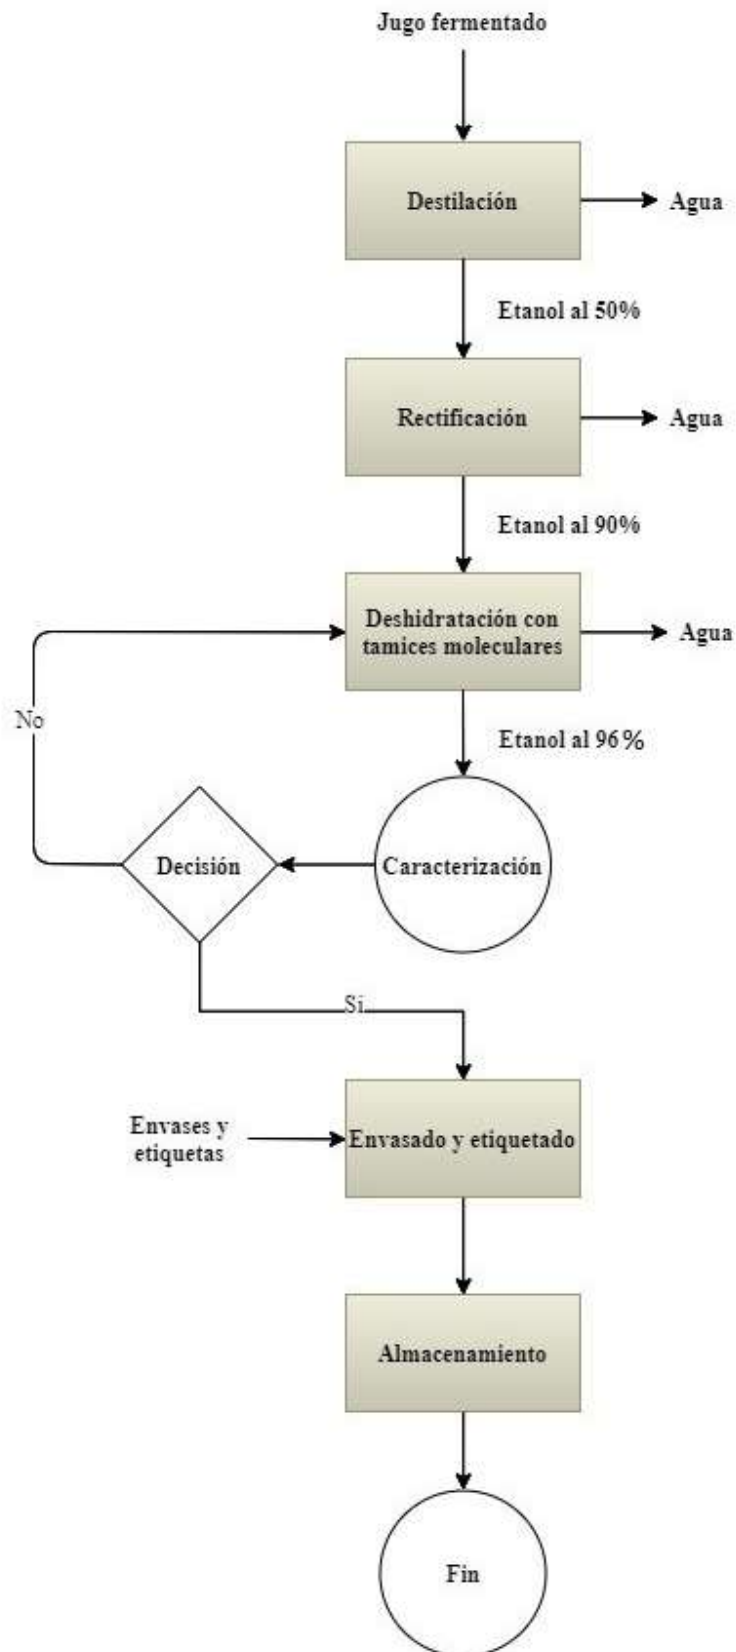 Jugo fermentado
Destilación
Agua
Etanol al 50%
Rectificación
Agua
Etanol al 90%
Deshidratación con
tamices moleculares
Agua
No
Etanol al 96%
Decisión
Caracterización
Si
Envases y
etiquetas
Envasado y etiquetado
Almacenamiento
Fin